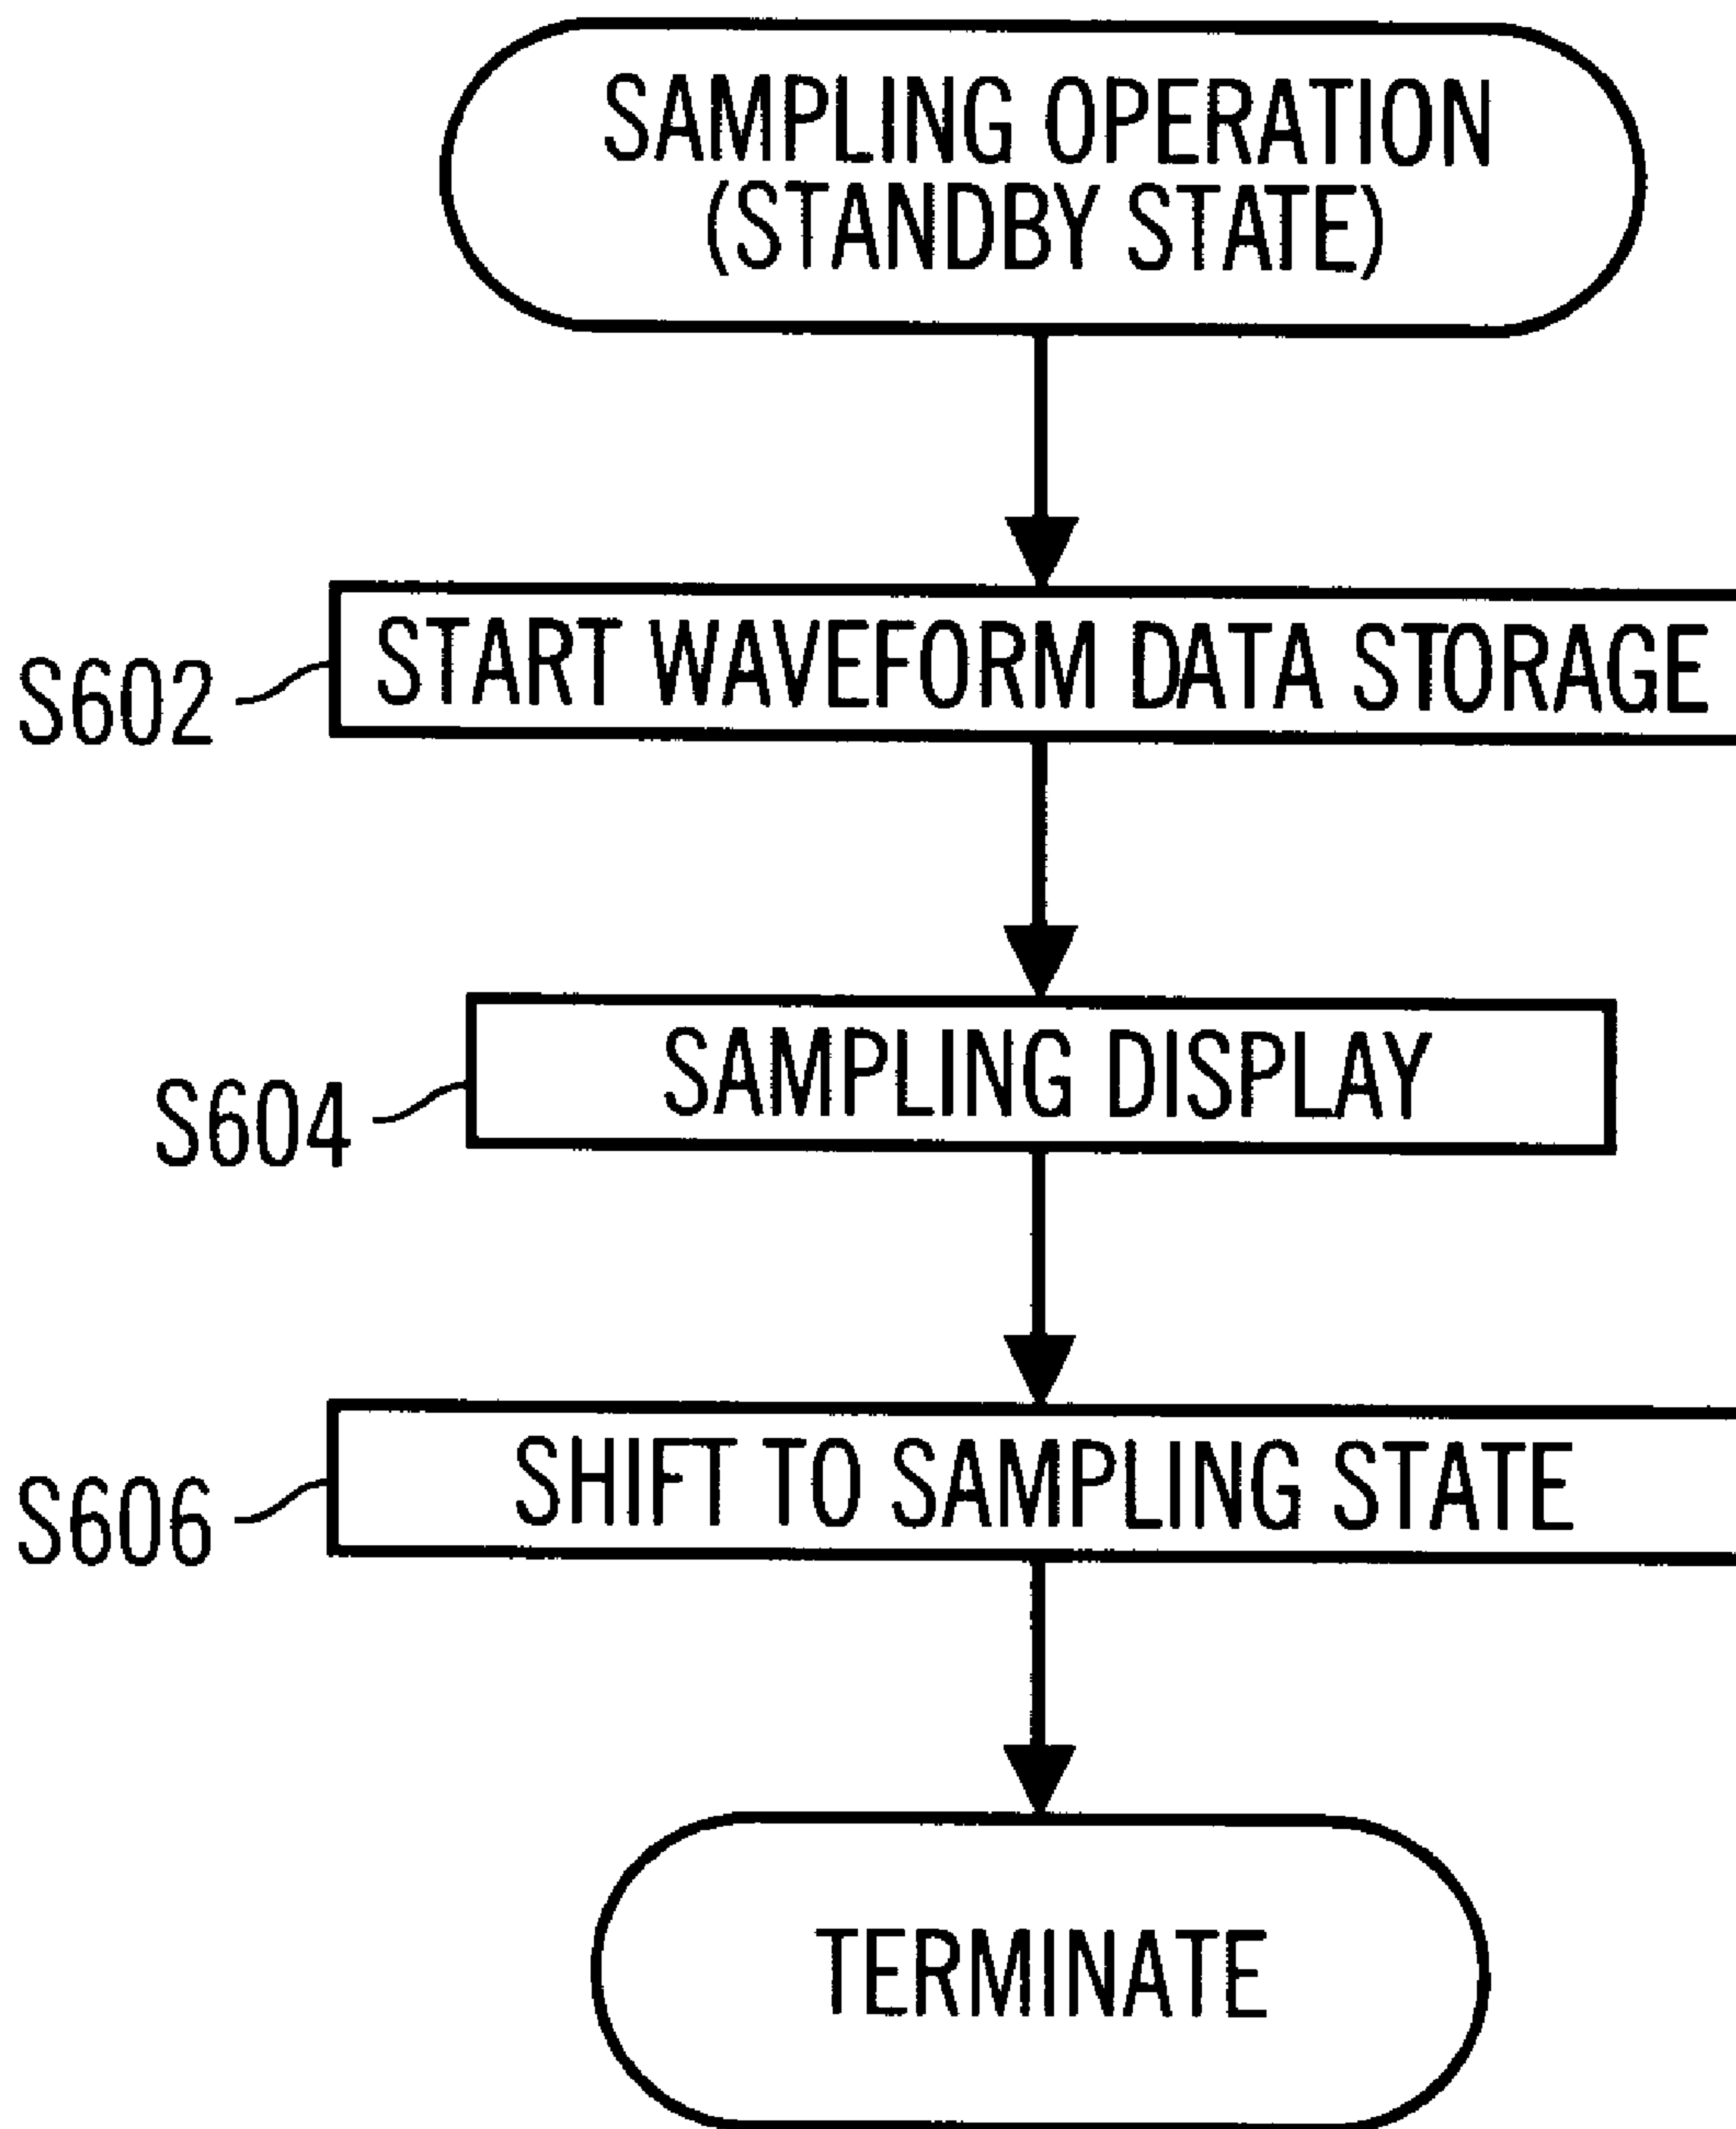 SAMPLING OPERATION
(STANDBY STATE)
S602
START WAVEFORM DATA STORAGE
S604
SAMPLING DISPLAY
S606
SHIFT TO SAMPLING STATE
TERMINATE